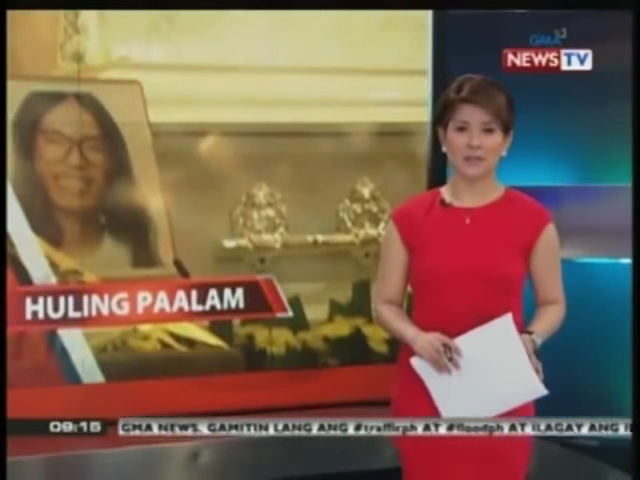 GMA
NEWS TV
HULING PAALAM
09:15
GMA NEWS. GAMITIN LANG ANG #trafficph AT #floodph AT ILAGAY ANG